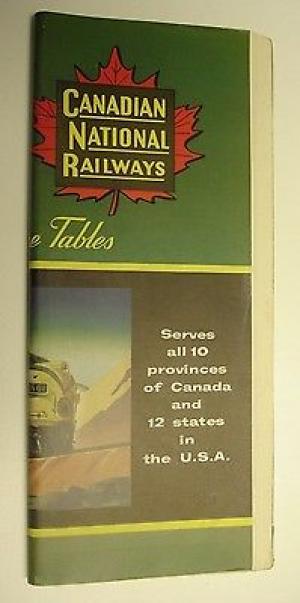 CANADIAN
NATIONAL
RAILWAYS
e Tables
Serves
all 10
provinces
of Canada
and
12 states
in
the U.S.A.